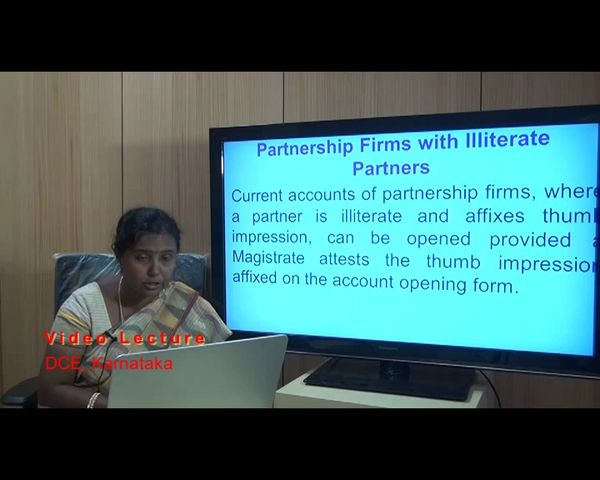 Partnership Firms with Illiterate
Partners
Current accounts of partnership firms, where
a partner is illiterate and affixes thumb
impression, can be opened provided a
Magistrate attests the thumb impression
affixed on the account opening form.
Video Lecture
DCE, Karnataka